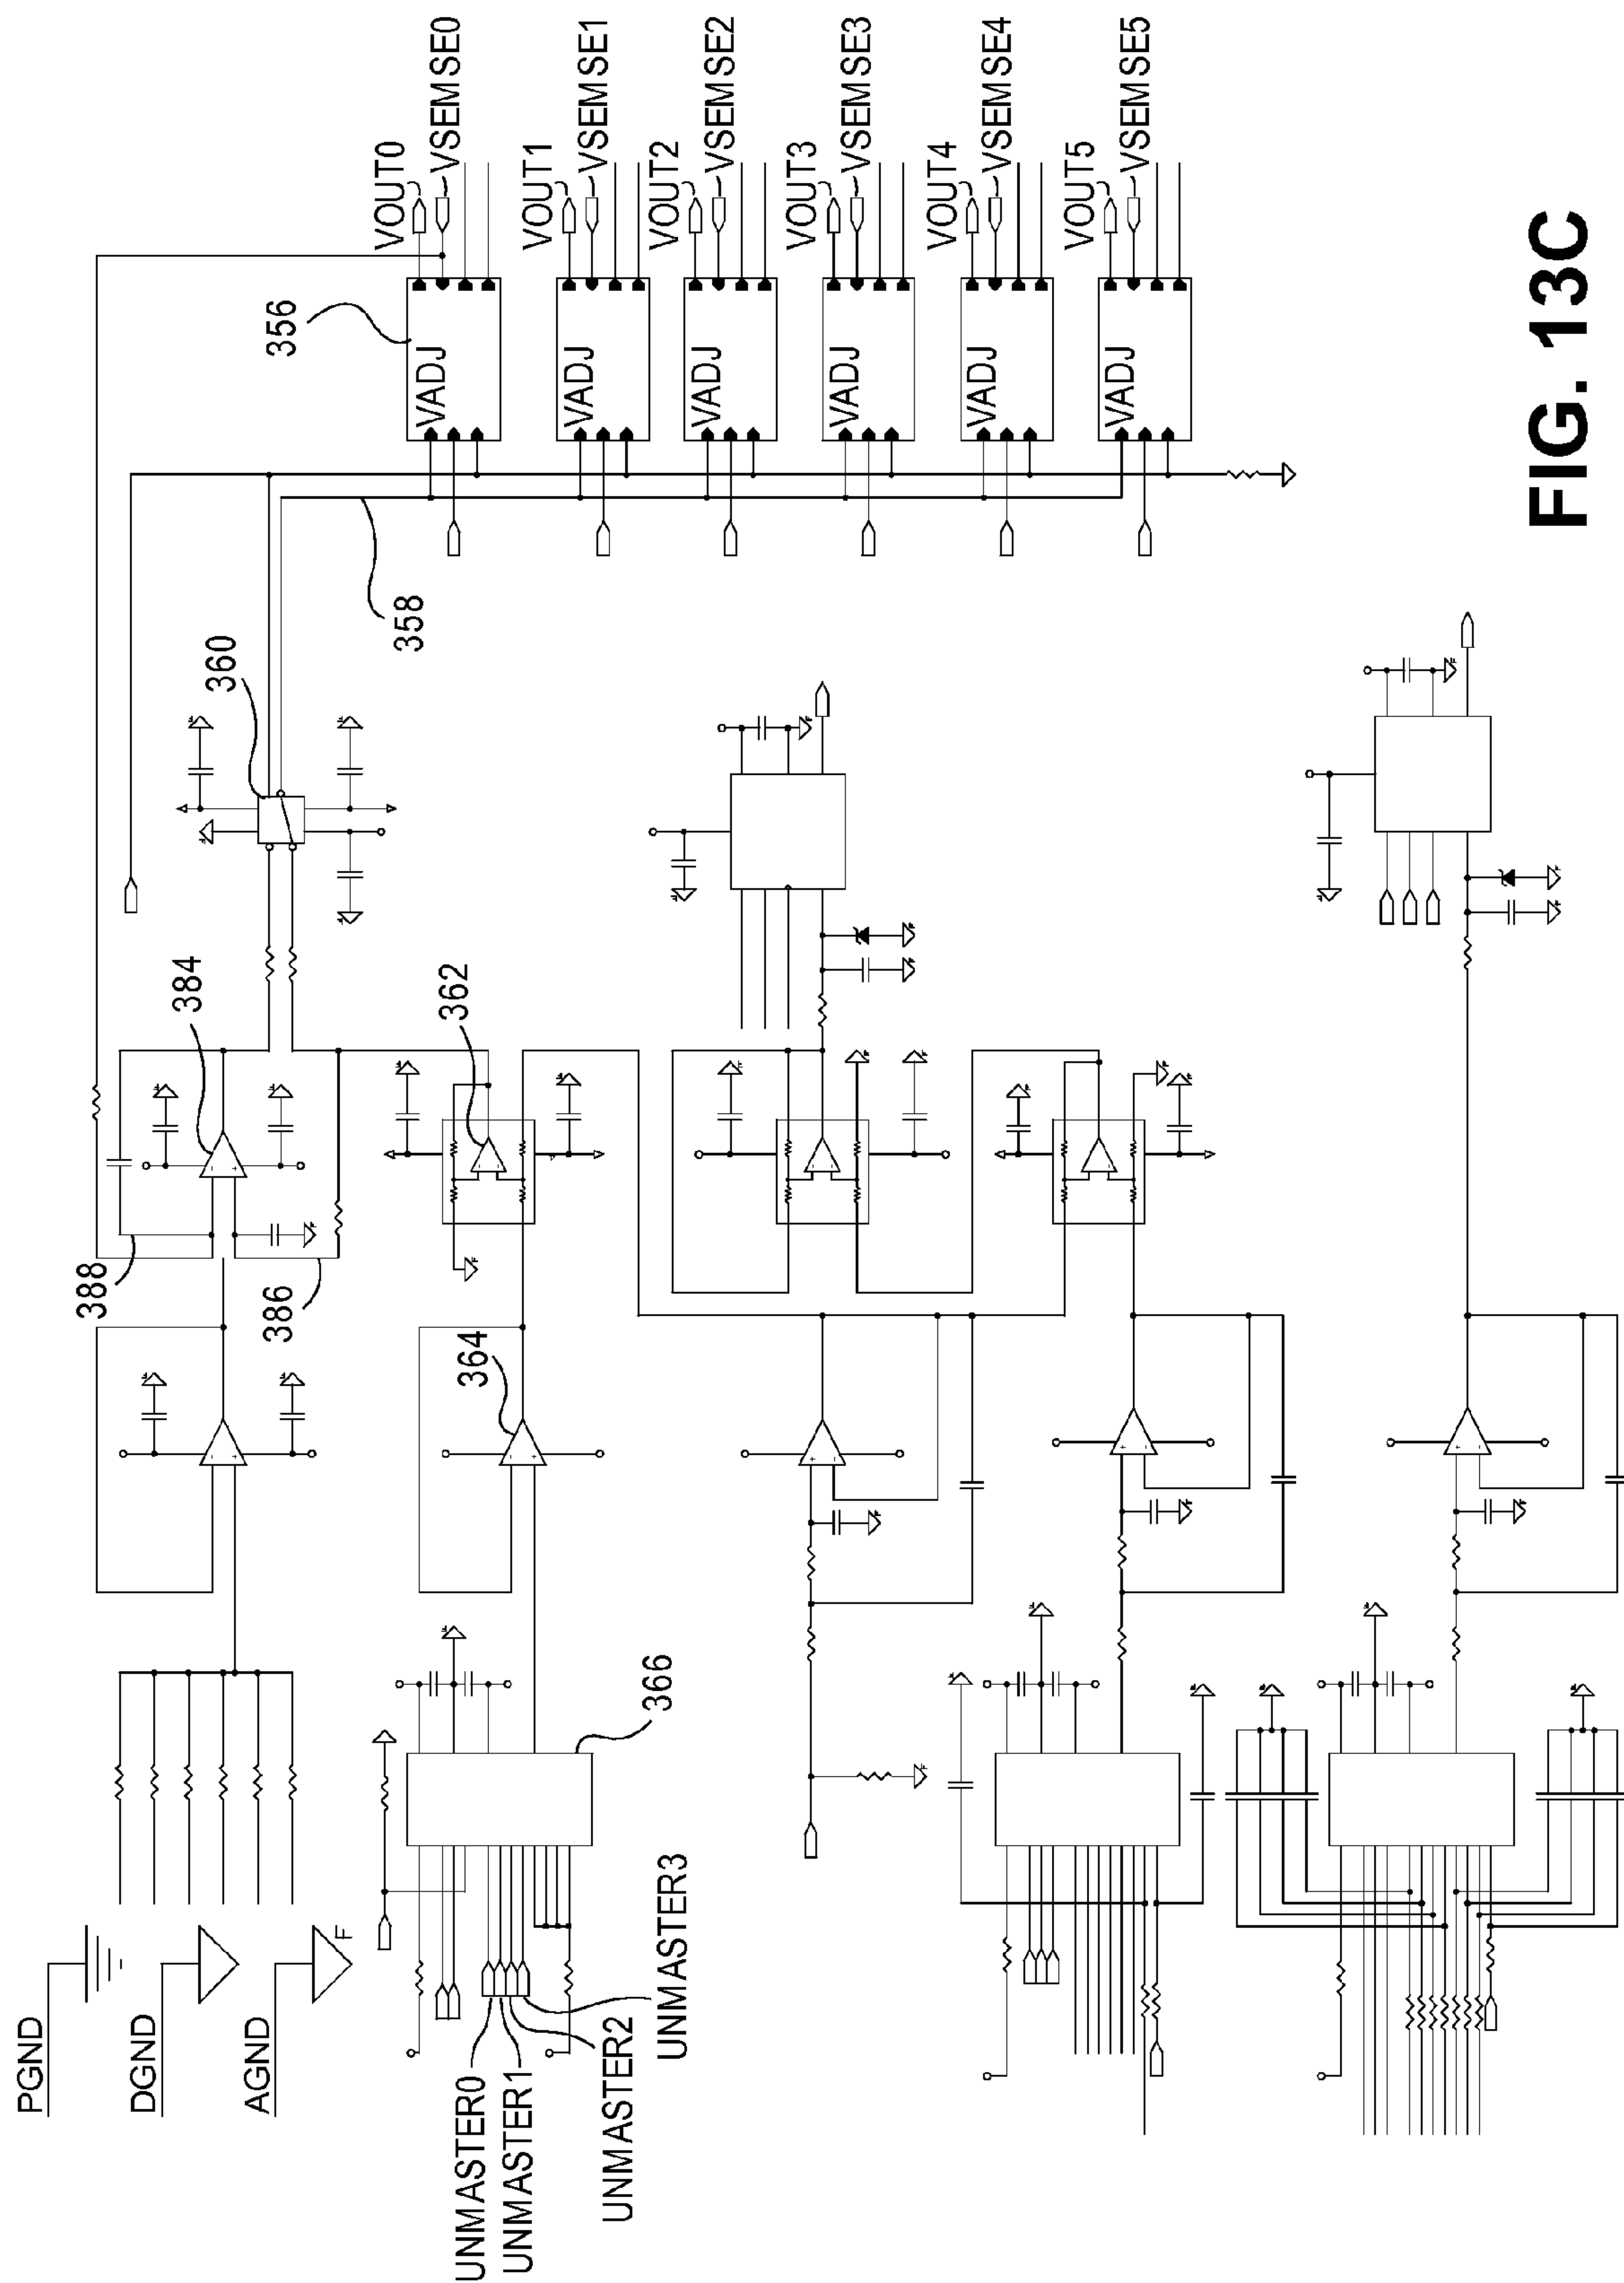 PGND
DGND
AGND
F
388
386
384
360
356
358
362
364
366
VOUT0
VSEMSE0
VOUT1
VSEMSE1
VOUT2
VSEMSE2
VOUT3
VSEMSE3
VOUT4
VSEMSE4
VOUT5
VSEMSE5
VADJ
VADJ
VADJ
VADJ
VADJ
VADJ
UNMASTER0
UNMASTER1
UNMASTER2
UNMASTER3
FIG. 13C